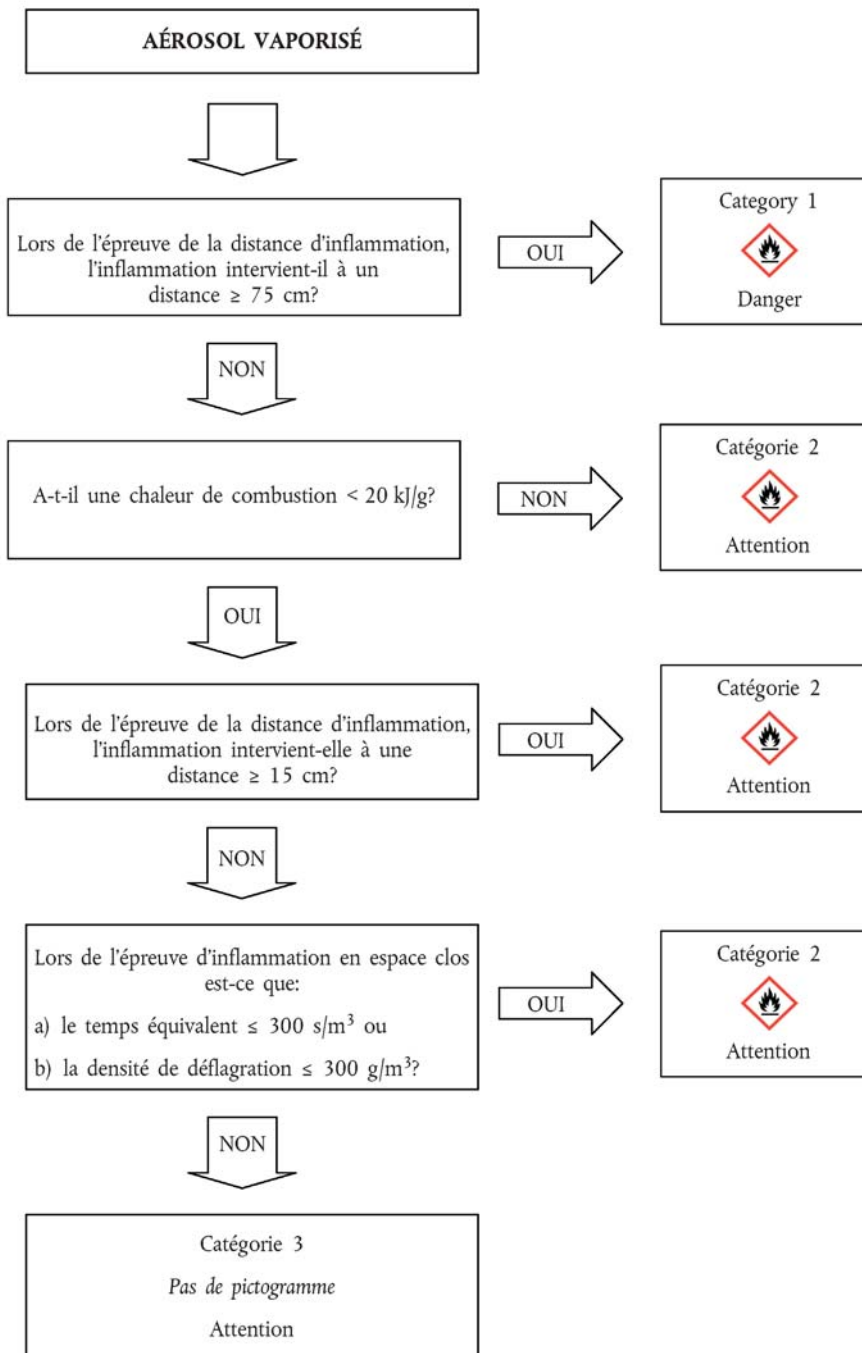 AÉROSOL VAPORISÉ
Lors de l'épreuve de la distance d'inflammation,
l'inflammation intervient-il à un
distance ≥ 75 cm?
OUI
Category 1
Danger
NON
A-t-il une chaleur de combustion < 20 kJ/g?
NON
Catégorie 2
Attention
OUI
Lors de l'épreuve de la distance d'inflammation,
l'inflammation intervient-elle à une
distance ≥ 15 cm?
OUI
Catégorie 2
Attention
NON
Lors de l'épreuve d'inflammation en espace clos
est-ce que:
a) le temps équivalent ≤ 300 s/m³ ou
b) la densité de déflagration ≤ 300 g/m³?
OUI
Catégorie 2
Attention
NON
Catégorie 3
Pas de pictogramme
Attention